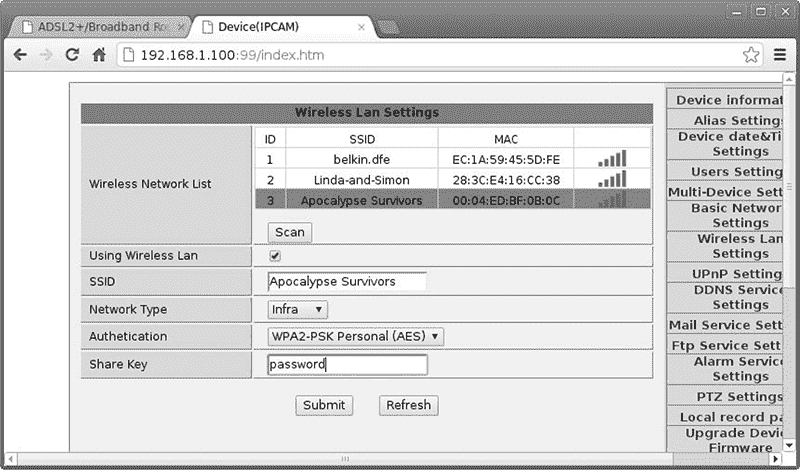 ADSL2+/Broadband Ro
Device(IPCAM)
192.168.1.100:99/index.htm
Wireless Lan Settings
Wireless Network List
ID SSID MAC
1 belkin.dfe EC:1A:59:45:5D:FE
2 Linda-and-Simon 28:3C:E4:16:CC:38
3 Apocalypse Survivors 00:04:ED:BF:0B:0C
Scan
Using Wireless Lan
SSID Apocalypse Survivors
Network Type Infra
Authetication WPA2-PSK Personal (AES)
Share Key password
Submit Refresh
Device informat
Alias Setting
Device date&Ti
Settings
Users Setting
Multi-Device Sett
Basic Networ
Settings
Wireless Lan
Settings
UPnP Setting
DDNS Service
Settings
Mail Service Sett
Ftp Service Sett
Alarm Service
Settings
PTZ Settings
Local record pa
Upgrade Devi
Firmware